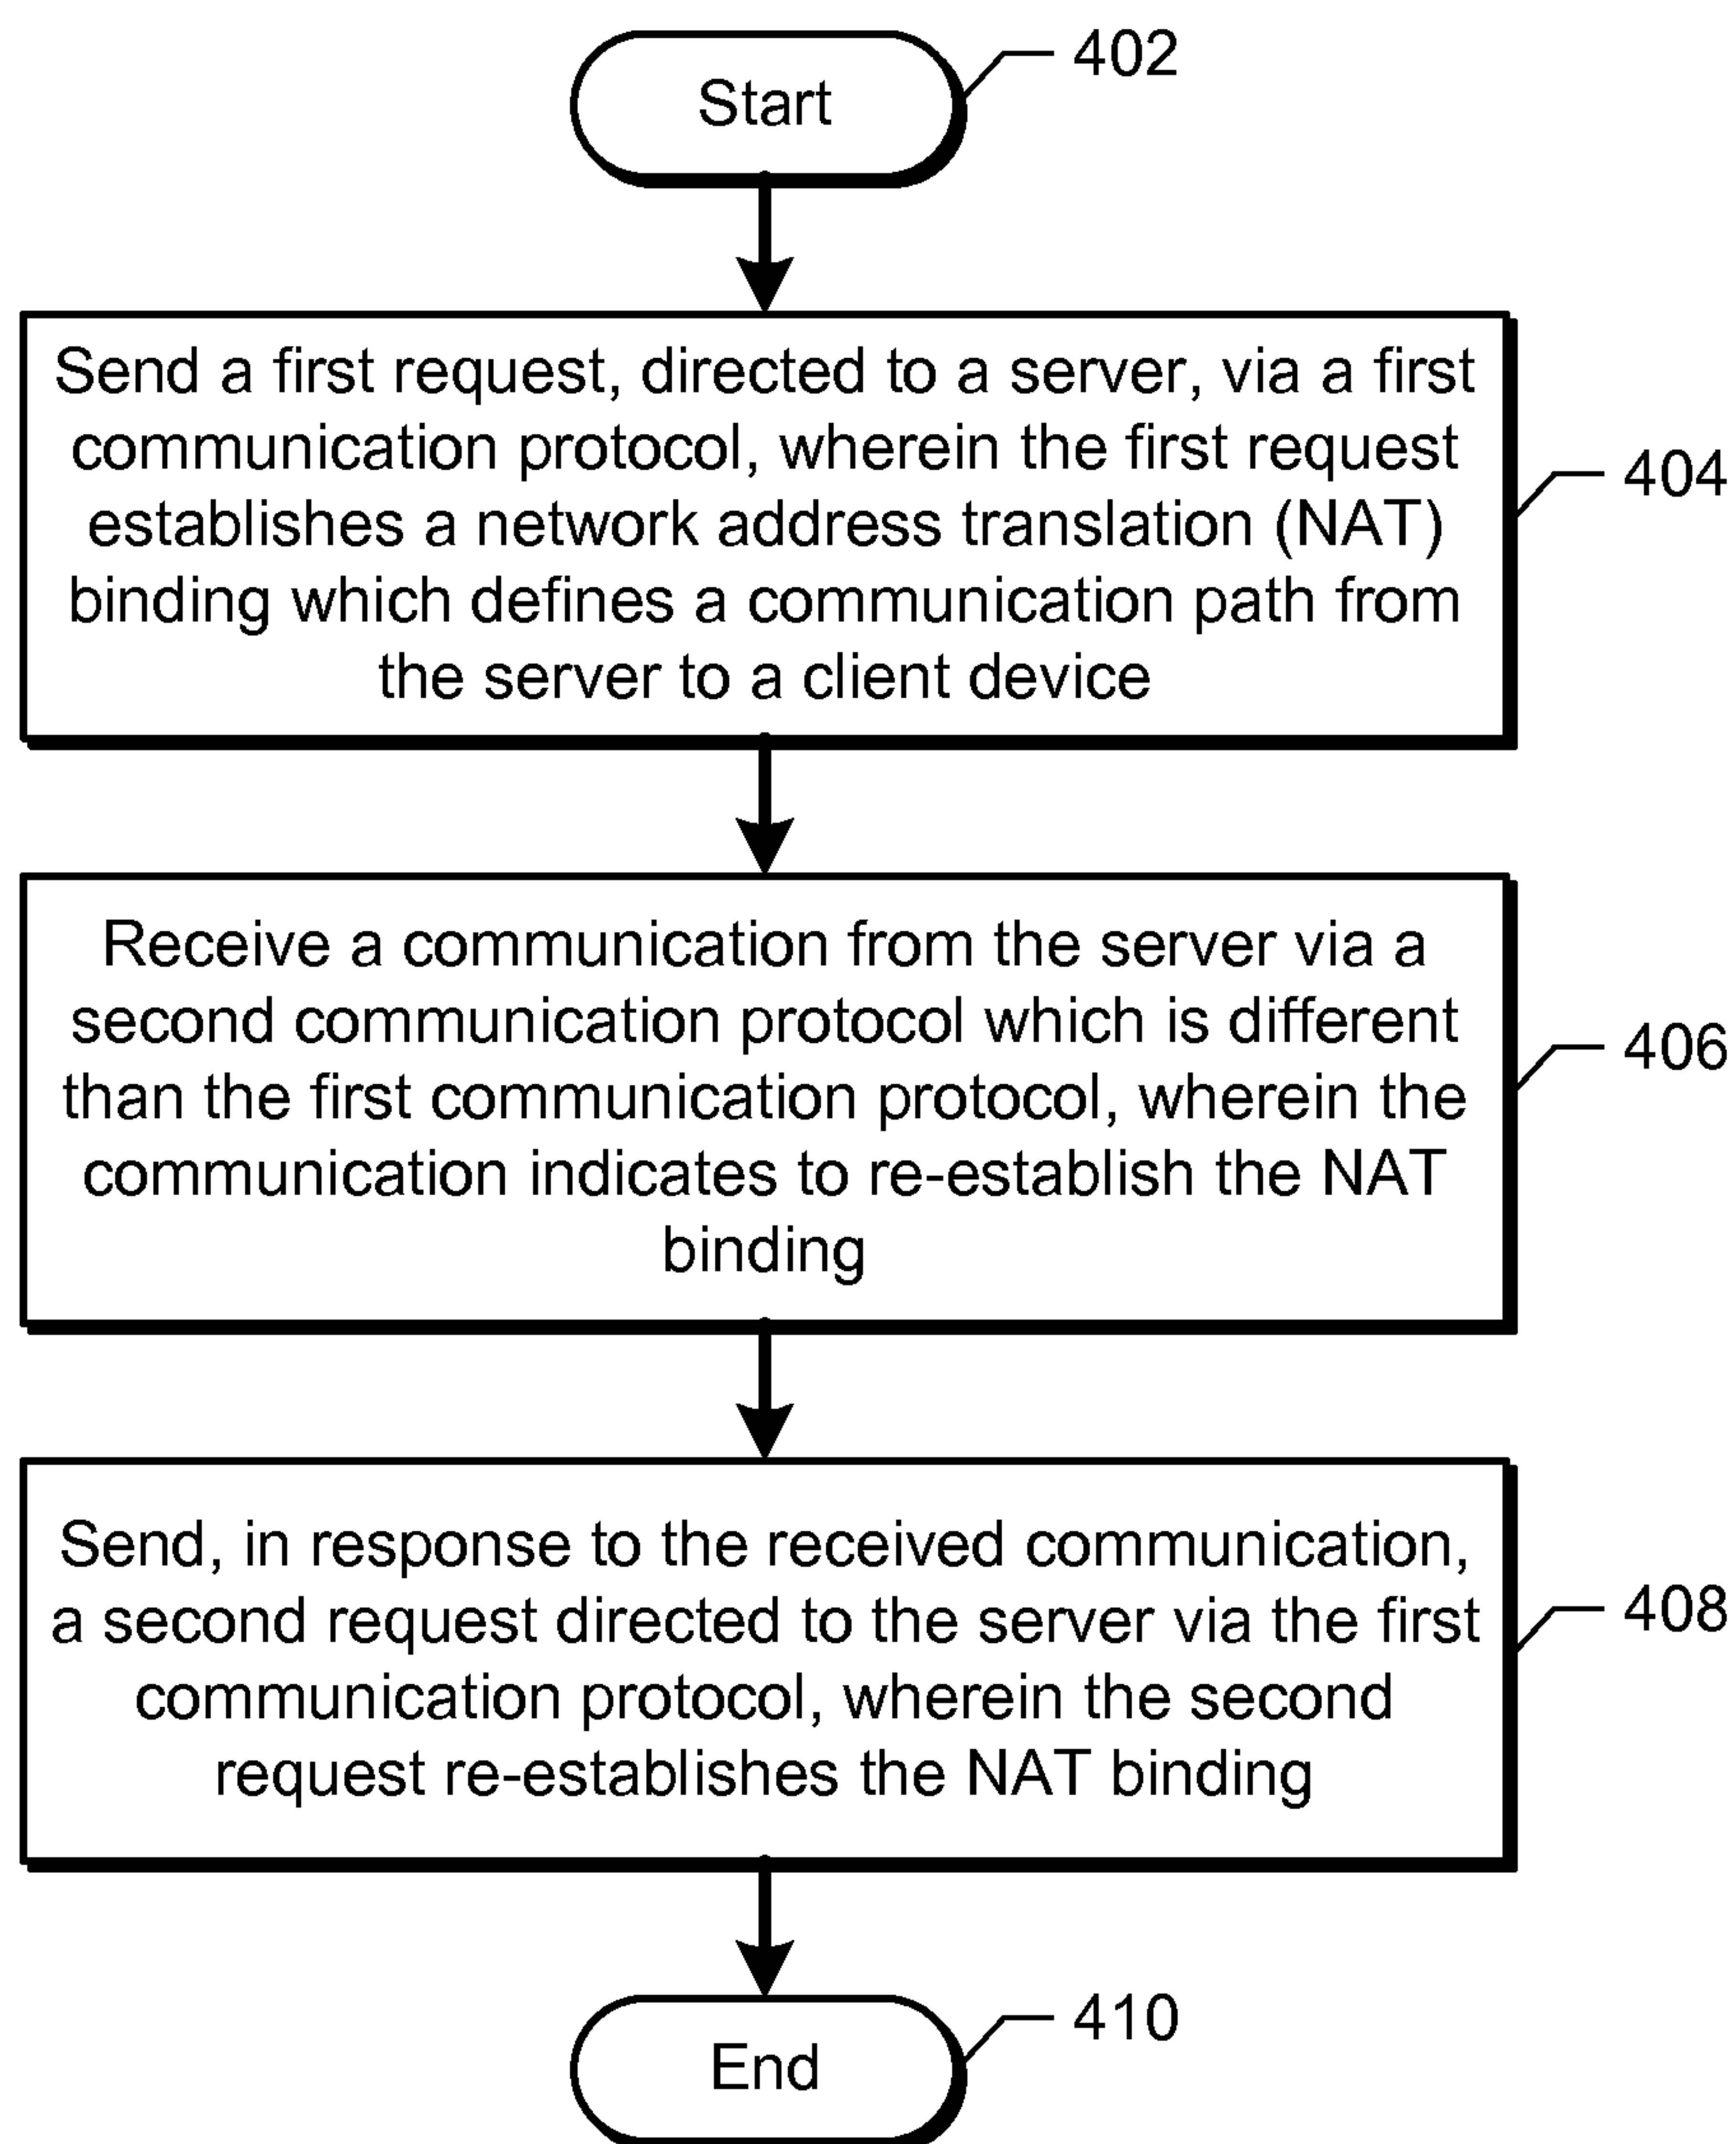 Start
402
Send a first request, directed to a server, via a first
communication protocol, wherein the first request
establishes a network address translation (NAT)
binding which defines a communication path from
the server to a client device
404
Receive a communication from the server via a
second communication protocol which is different
than the first communication protocol, wherein the
communication indicates to re-establish the NAT
binding
406
Send, in response to the received communication,
a second request directed to the server via the first
communication protocol, wherein the second
request re-establishes the NAT binding
408
End
410